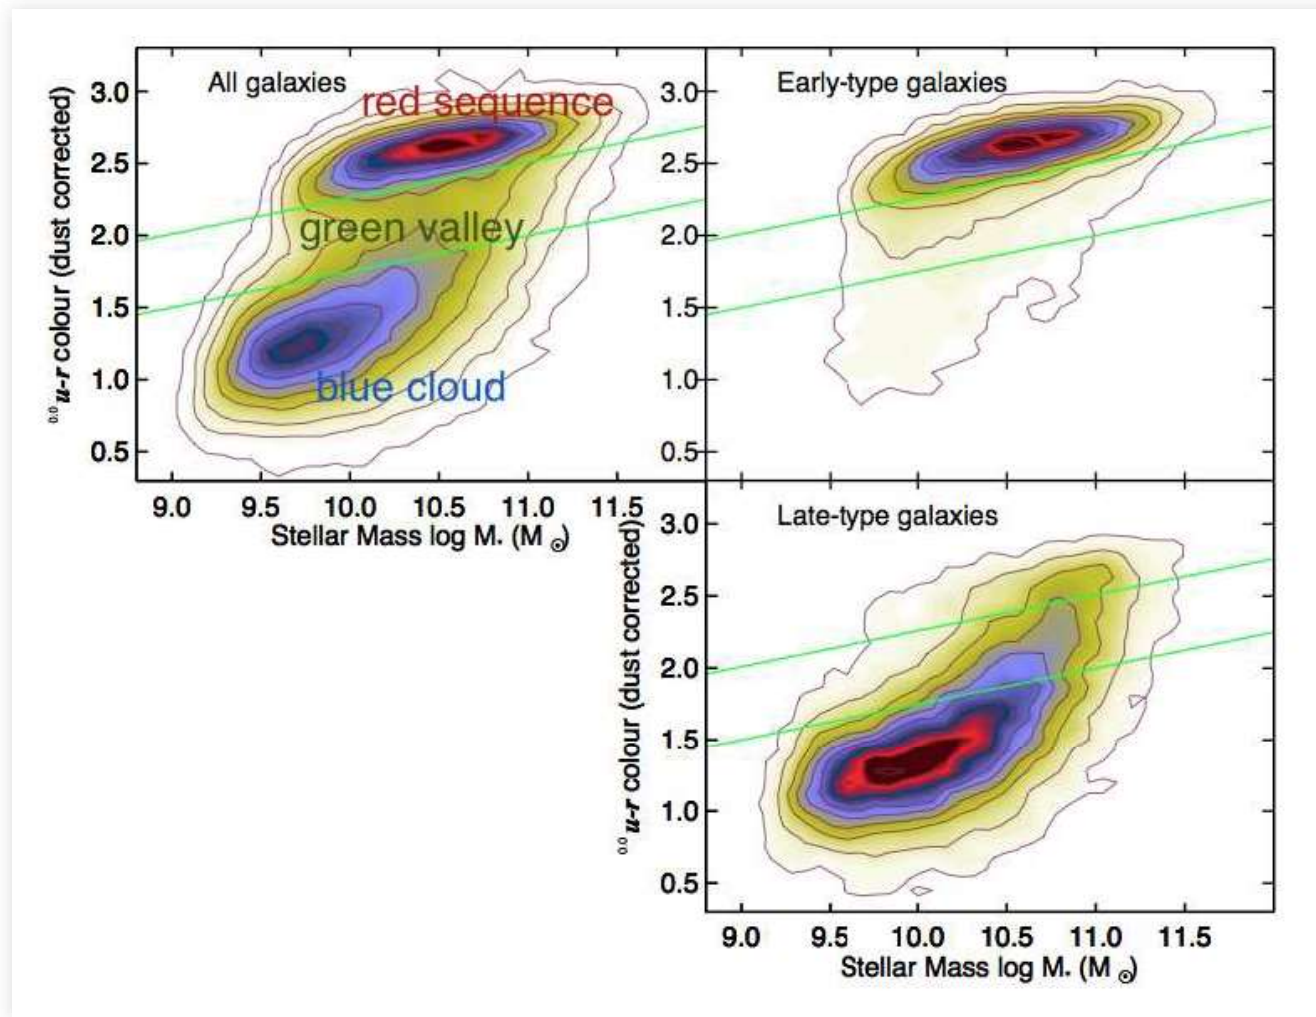 All galaxies
red sequence
green valley
blue cloud
3.0
2.5
2.0
1.5
1.0
0.5
0.0 u-r colour (dust corrected)
9.0 9.5 10.0 10.5 11.0 11.5
Stellar Mass log M* (M⊙)
Early-type galaxies
3.0
2.5
2.0
1.5
1.0
0.5
Late-type galaxies
3.0
2.5
2.0
1.5
1.0
0.5
0.0 u-r colour (dust corrected)
9.0 9.5 10.0 10.5 11.0 11.5
Stellar Mass log M* (M⊙)